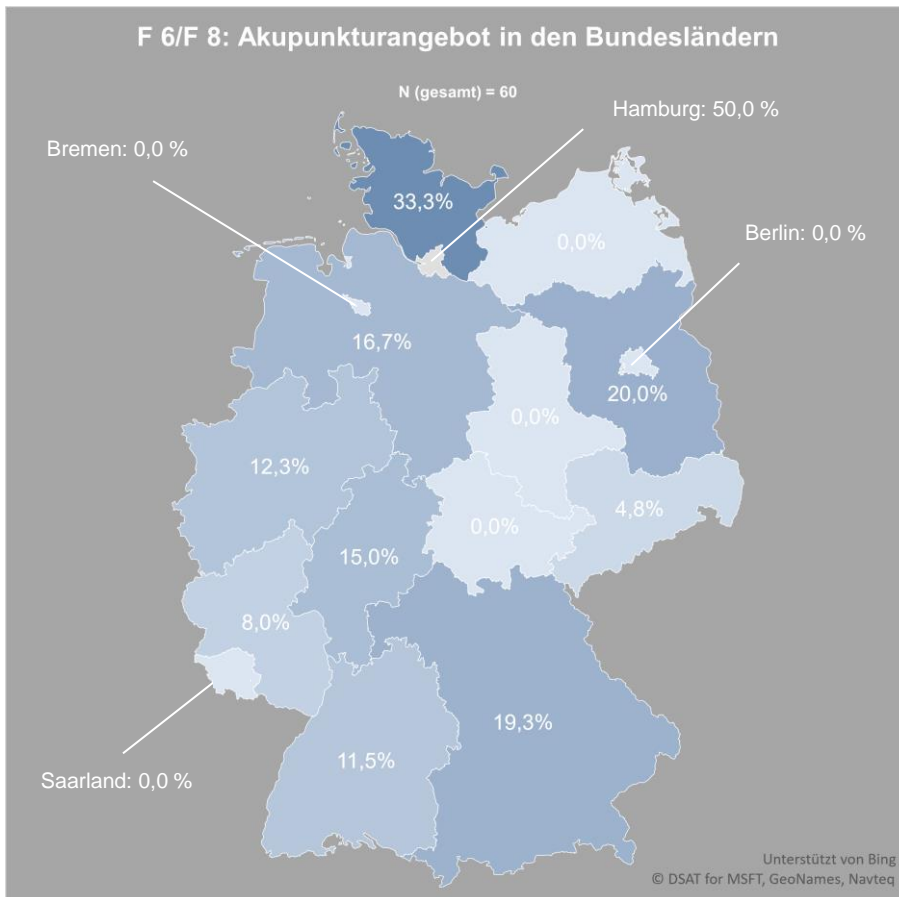 F 6/F 8: Akupunkturangebot in den Bundesländern
N (gesamt) = 60
Hamburg: 50,0 %
Bremen: 0,0 %
33,3%
Berlin: 0,0 %
0,0%
16,7%
20,0%
0,0%
12,3%
4,8%
0,0%
15,0%
8,0%
19,3%
11,5%
Saarland: 0,0 %
Unterstützt von Bing
© DSAT for MSFT, GeoNames, Navteq